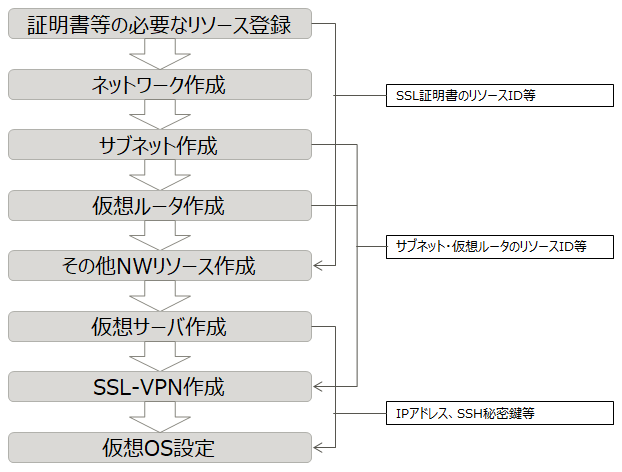 証明書等の必要なリソース登録
ネットワーク作成
SSL証明書のリソースID等
サブネット作成
仮想ルータ作成
サブネット・仮想ルータのリソースID等
その他NWリソース作成
仮想サーバ作成
SSL-VPN作成
IPアドレス、SSH秘密鍵等
仮想OS設定